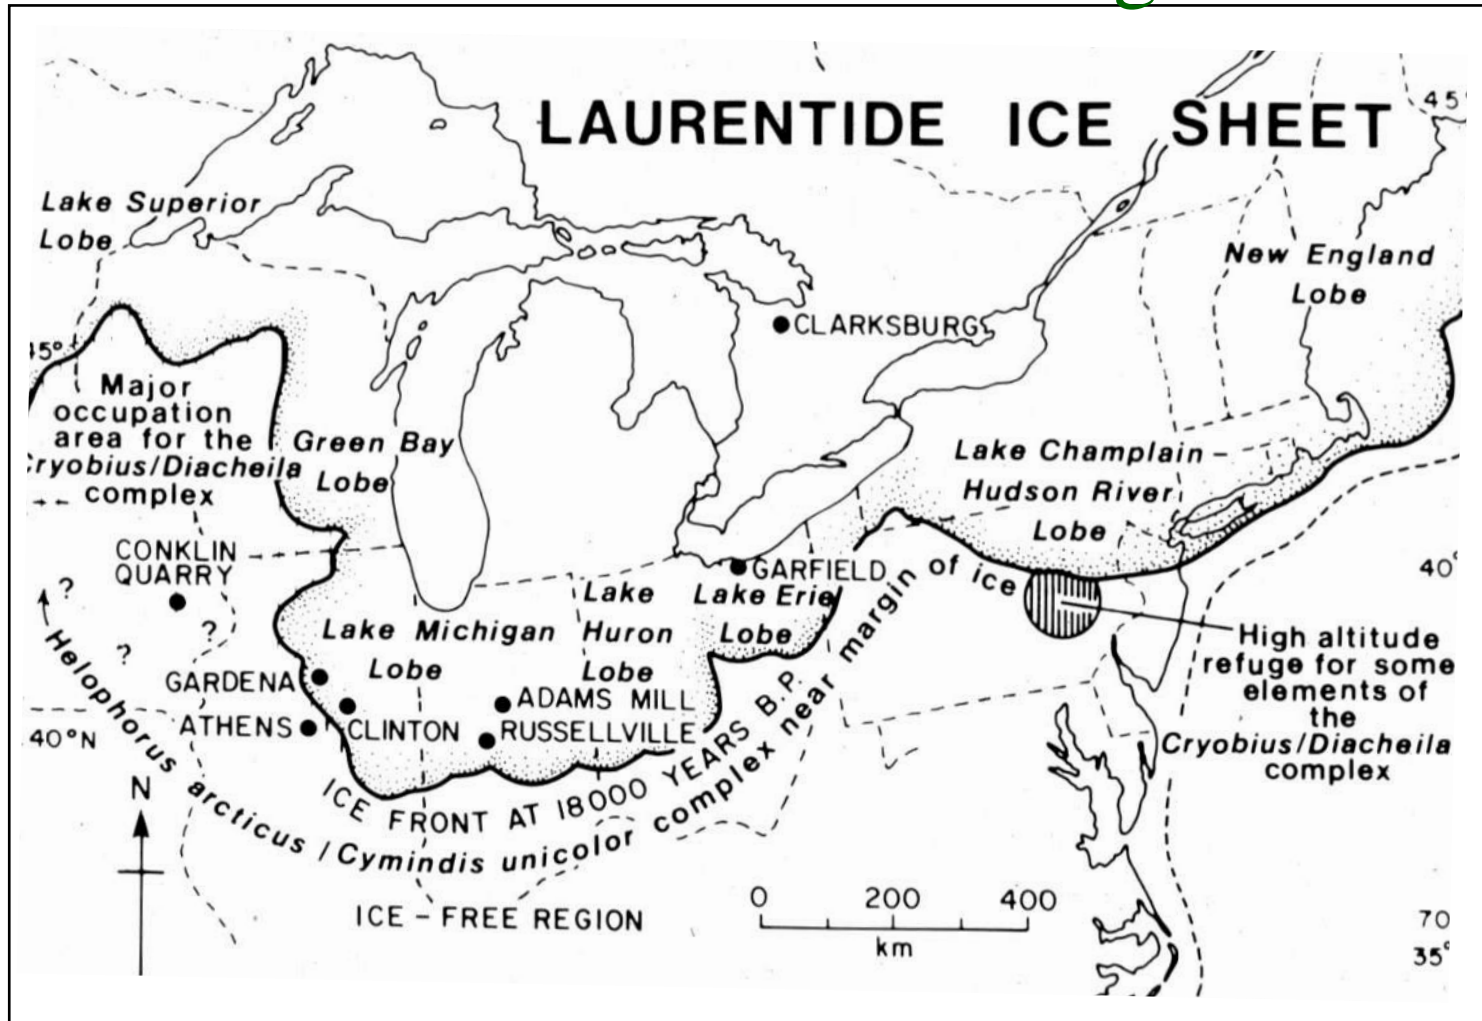 LAURENTIDE ICE SHEET
45°
Lake Superior
Lobe
New England
Lobe
CLARKSBURG
45°
Major
occupation
area for the
Cryobius/Diacheila
complex
Green Bay
Lobe
Lake Champlain –
Hudson River
Lobe
CONKLIN
QUARRY
GARFIELD
40°
?
?
?
Lake
Huron
Lobe
Lake Erie
Lobe
Lake Michigan
Lobe
High altitude
refuge for some
elements of
the
Cryobius/Diacheila
complex
GARDENA
ADAMS MILL
ATHENS
CLINTON
RUSSELLVILLE
40°N
N
ICE FRONT AT 18000 YEARS B.P.
Helophorus arcticus / Cymindis unicolor complex near margin of ice
ICE – FREE REGION
0 200 400
km
70
35°